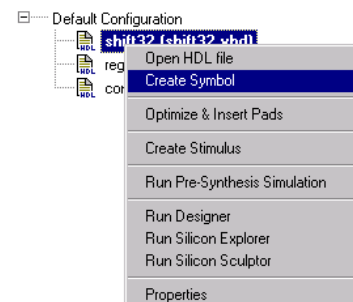 Default Configuration
shift32 (shift32.vhd)
reg
Open HDL file
Create Symbol
Optimize & Insert Pads
Create Stimulus
Run Pre-Synthesis Simulation
Run Designer
Run Silicon Explorer
Run Silicon Sculptor
Properties